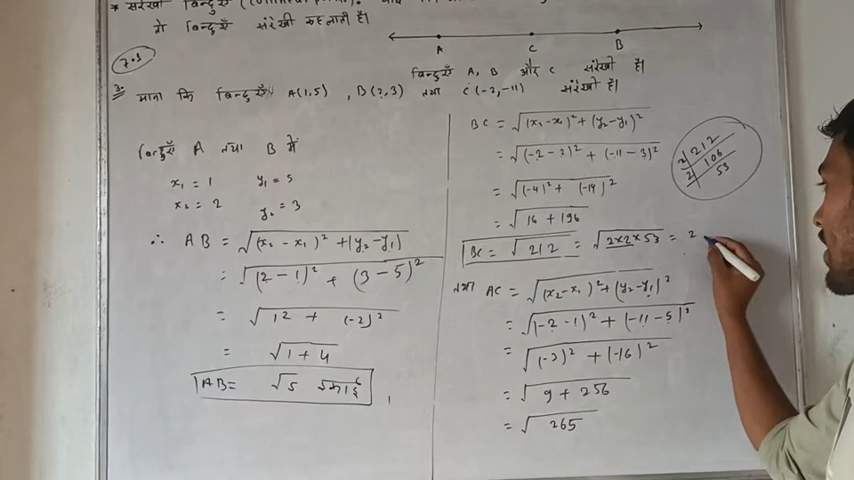 * सरेखी बिन्दुएँ
तो बिन्दुएँ संरेखी कहलाती है।
A C B
7.1
बिन्दुएँ A, B और C संरेखी है।
3. माना कि बिन्दुएँ A(1,5) , B(2,3) तथा C(-2,-11) संरेखी है।
बिन्दुएँ A तथा B में
x₁ = 1 y₁ = 5
x₂ = 2 y₂ = 3
∴ AB = √(x₂ - x₁)² + (y₂ - y₁)
= √(2 - 1)² + (3 - 5)²
= √12 + (-2)²
= √1 + 4
AB = √5 इकाई
BC = √(x₂ - x₁)² + (y₂ - y₁)²
= √(-2 - 2)² + (-11 - 3)²
= √(-4)² + (-14)²
= √16 + 196
BC = √212 = √2×2×53 = 2
2 | 212
2 | 106
53
तथा AC = √(x₂ - x₁)² + (y₂ - y₁)²
= √(-2 - 1)² + (-11 - 5)²
= √(-3)² + (-16)²
= √9 + 256
= √265